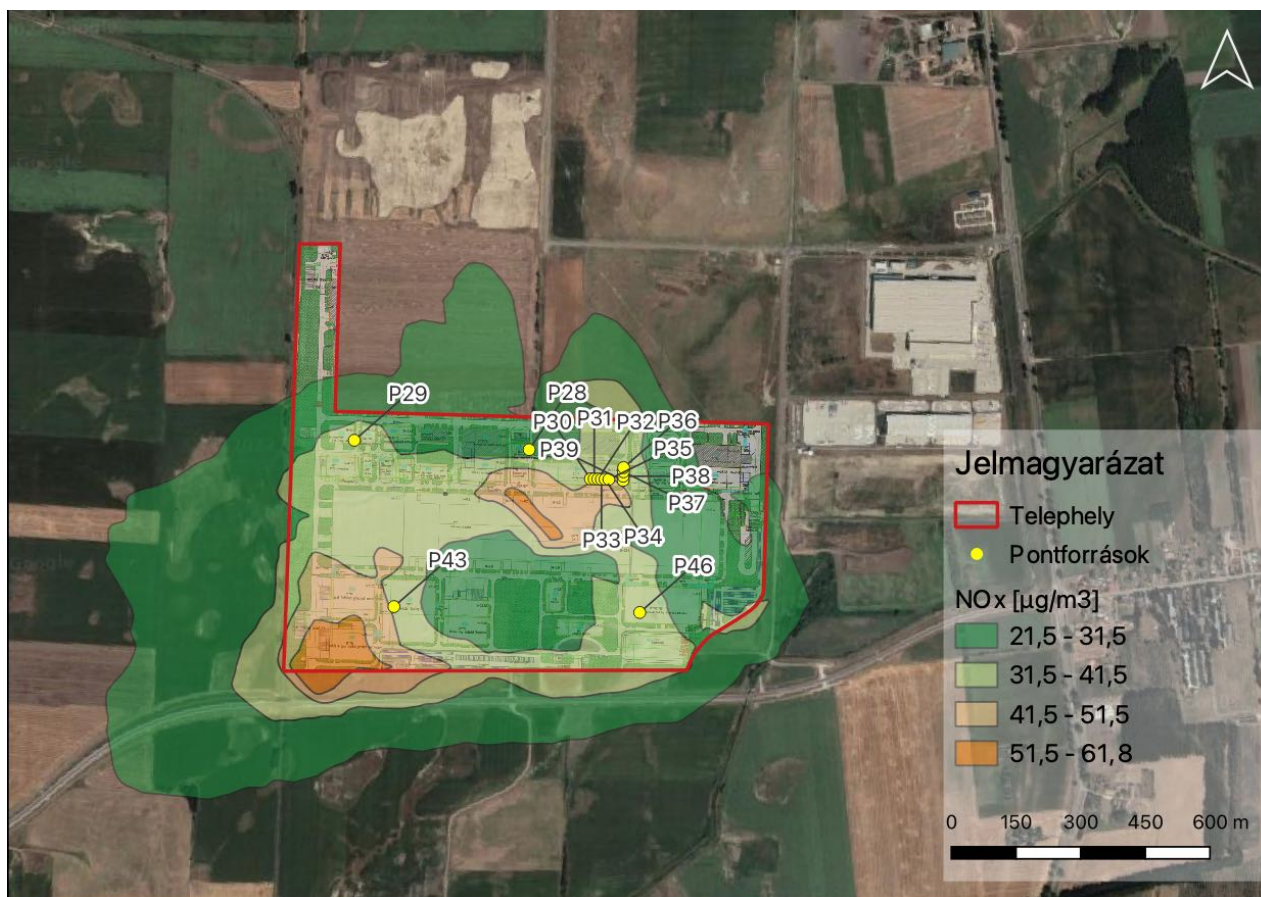 P29
P28
P31
P30
P32
P36
P39
P35
P38
P37
P33
P34
P43
P46
Jelmagyarázat
Telephely
Pontforrások
NOx [µg/m3]
21,5 - 31,5
31,5 - 41,5
41,5 - 51,5
51,5 - 61,8
0 150 300 450 600 m
Google